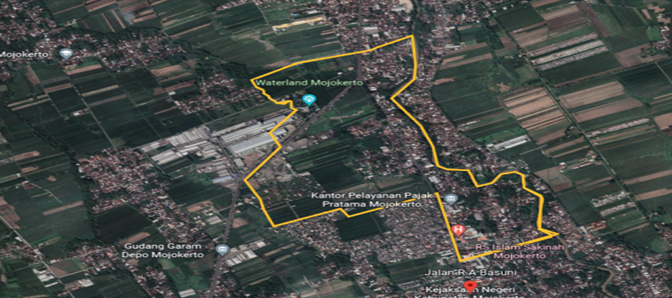 Mojokerto
Waterland Mojokerto
Kantor Pelayanan Pajak
Pratama Mojokerto
H
RS Islam Sakinah
Mojokerto
Gudang Garam
Depo Mojokerto
Jalan R A Basuni
Kejaksaan Negeri